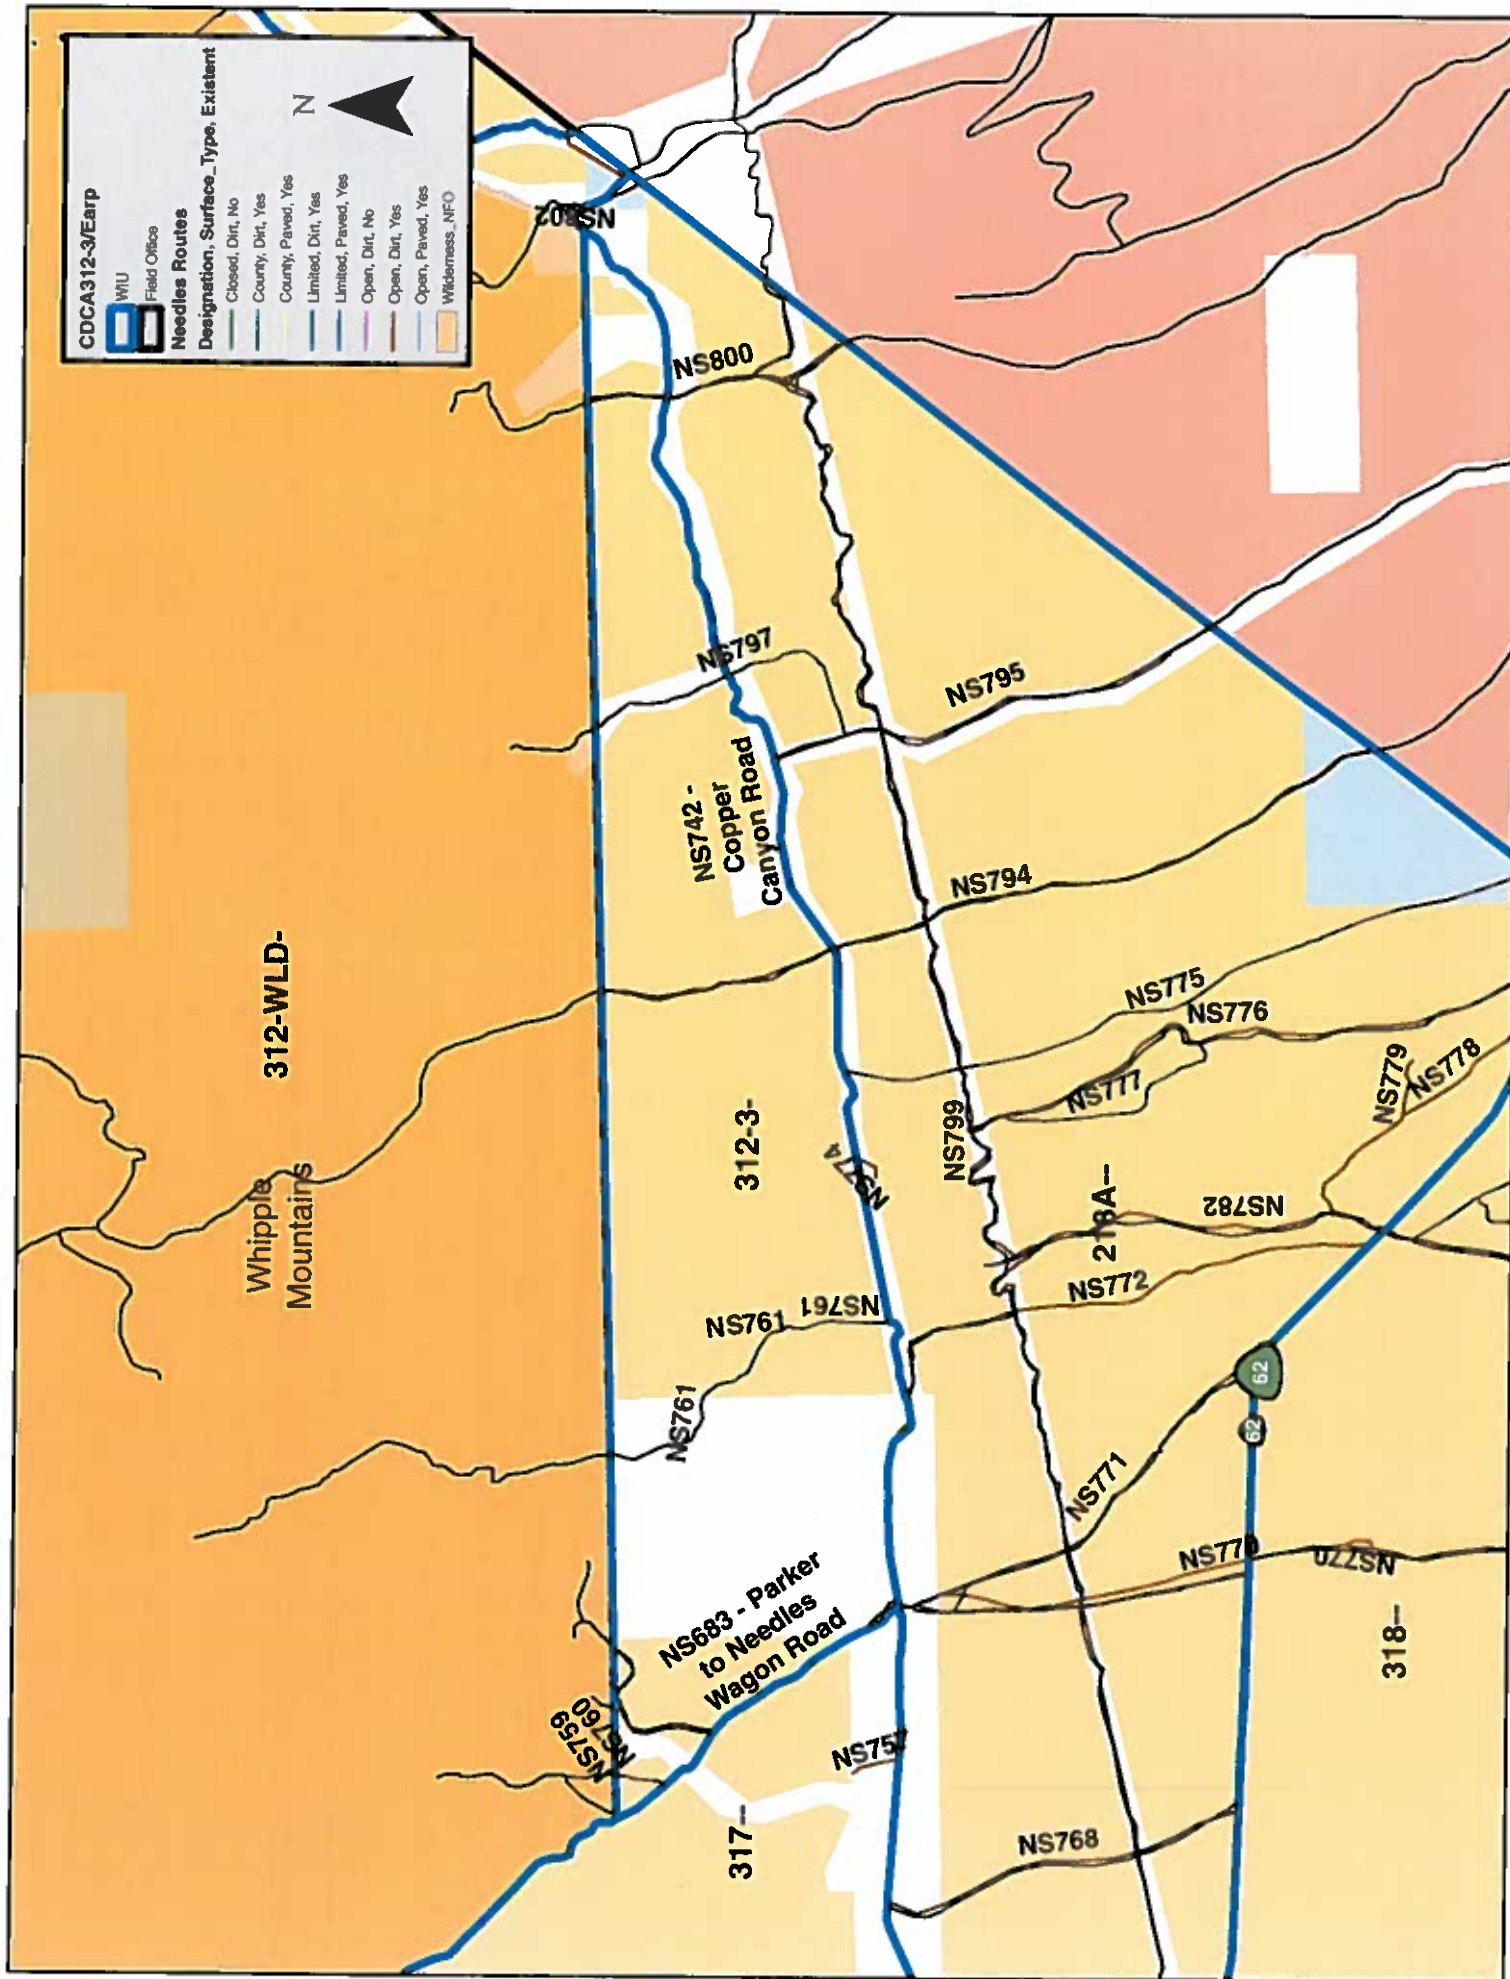 CDCA312-3/Earp
WIU
Field Office
Needles Routes
Designation, Surface_Type, Existent
Closed, Dirt, No
County, Dirt, Yes
County, Paved, Yes
Limited, Dirt, Yes
Limited, Paved, Yes
Open, Dirt, No
Open, Dirt, Yes
Open, Paved, Yes
Wilderness_NFO
N
312-WLD-
Whipple
Mountains
NS802
NS800
NS797
NS795
NS742 -
Copper
Canyon Road
NS794
NS775
NS776
NS777
NS779
NS778
NS799
312-3-
NS774
NS782
NS772
NS761
NS761
NS761
62
62
NS771
NS770
NS770
NS683 - Parker
to Needles
Wagon Road
NS759
NS760
NS757
317--
318--
NS768